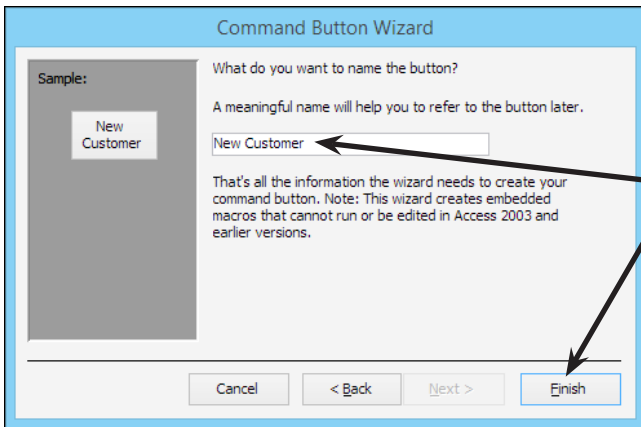 Command Button Wizard
Sample:
New
Customer
What do you want to name the button?
A meaningful name will help you to refer to the button later.
New Customer
That's all the information the wizard needs to create your
command button. Note: This wizard creates embedded
macros that cannot run or be edited in Access 2003 and
earlier versions.
Cancel
< Back
Next >
Finish